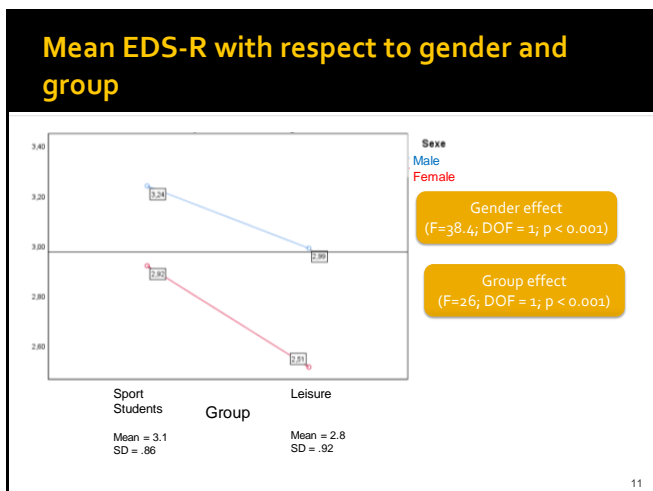 Mean EDS-R with respect to gender and
group
3,40
3,20
3,00
2,80
2,60
3,24
2,99
2,92
2,51
Sexe
Male
Female
Gender effect
(F=38.4; DOF = 1; p < 0.001)
Group effect
(F=26; DOF = 1; p < 0.001)
Sport
Students
Leisure
Group
Mean = 3.1
SD = .86
Mean = 2.8
SD = .92
11